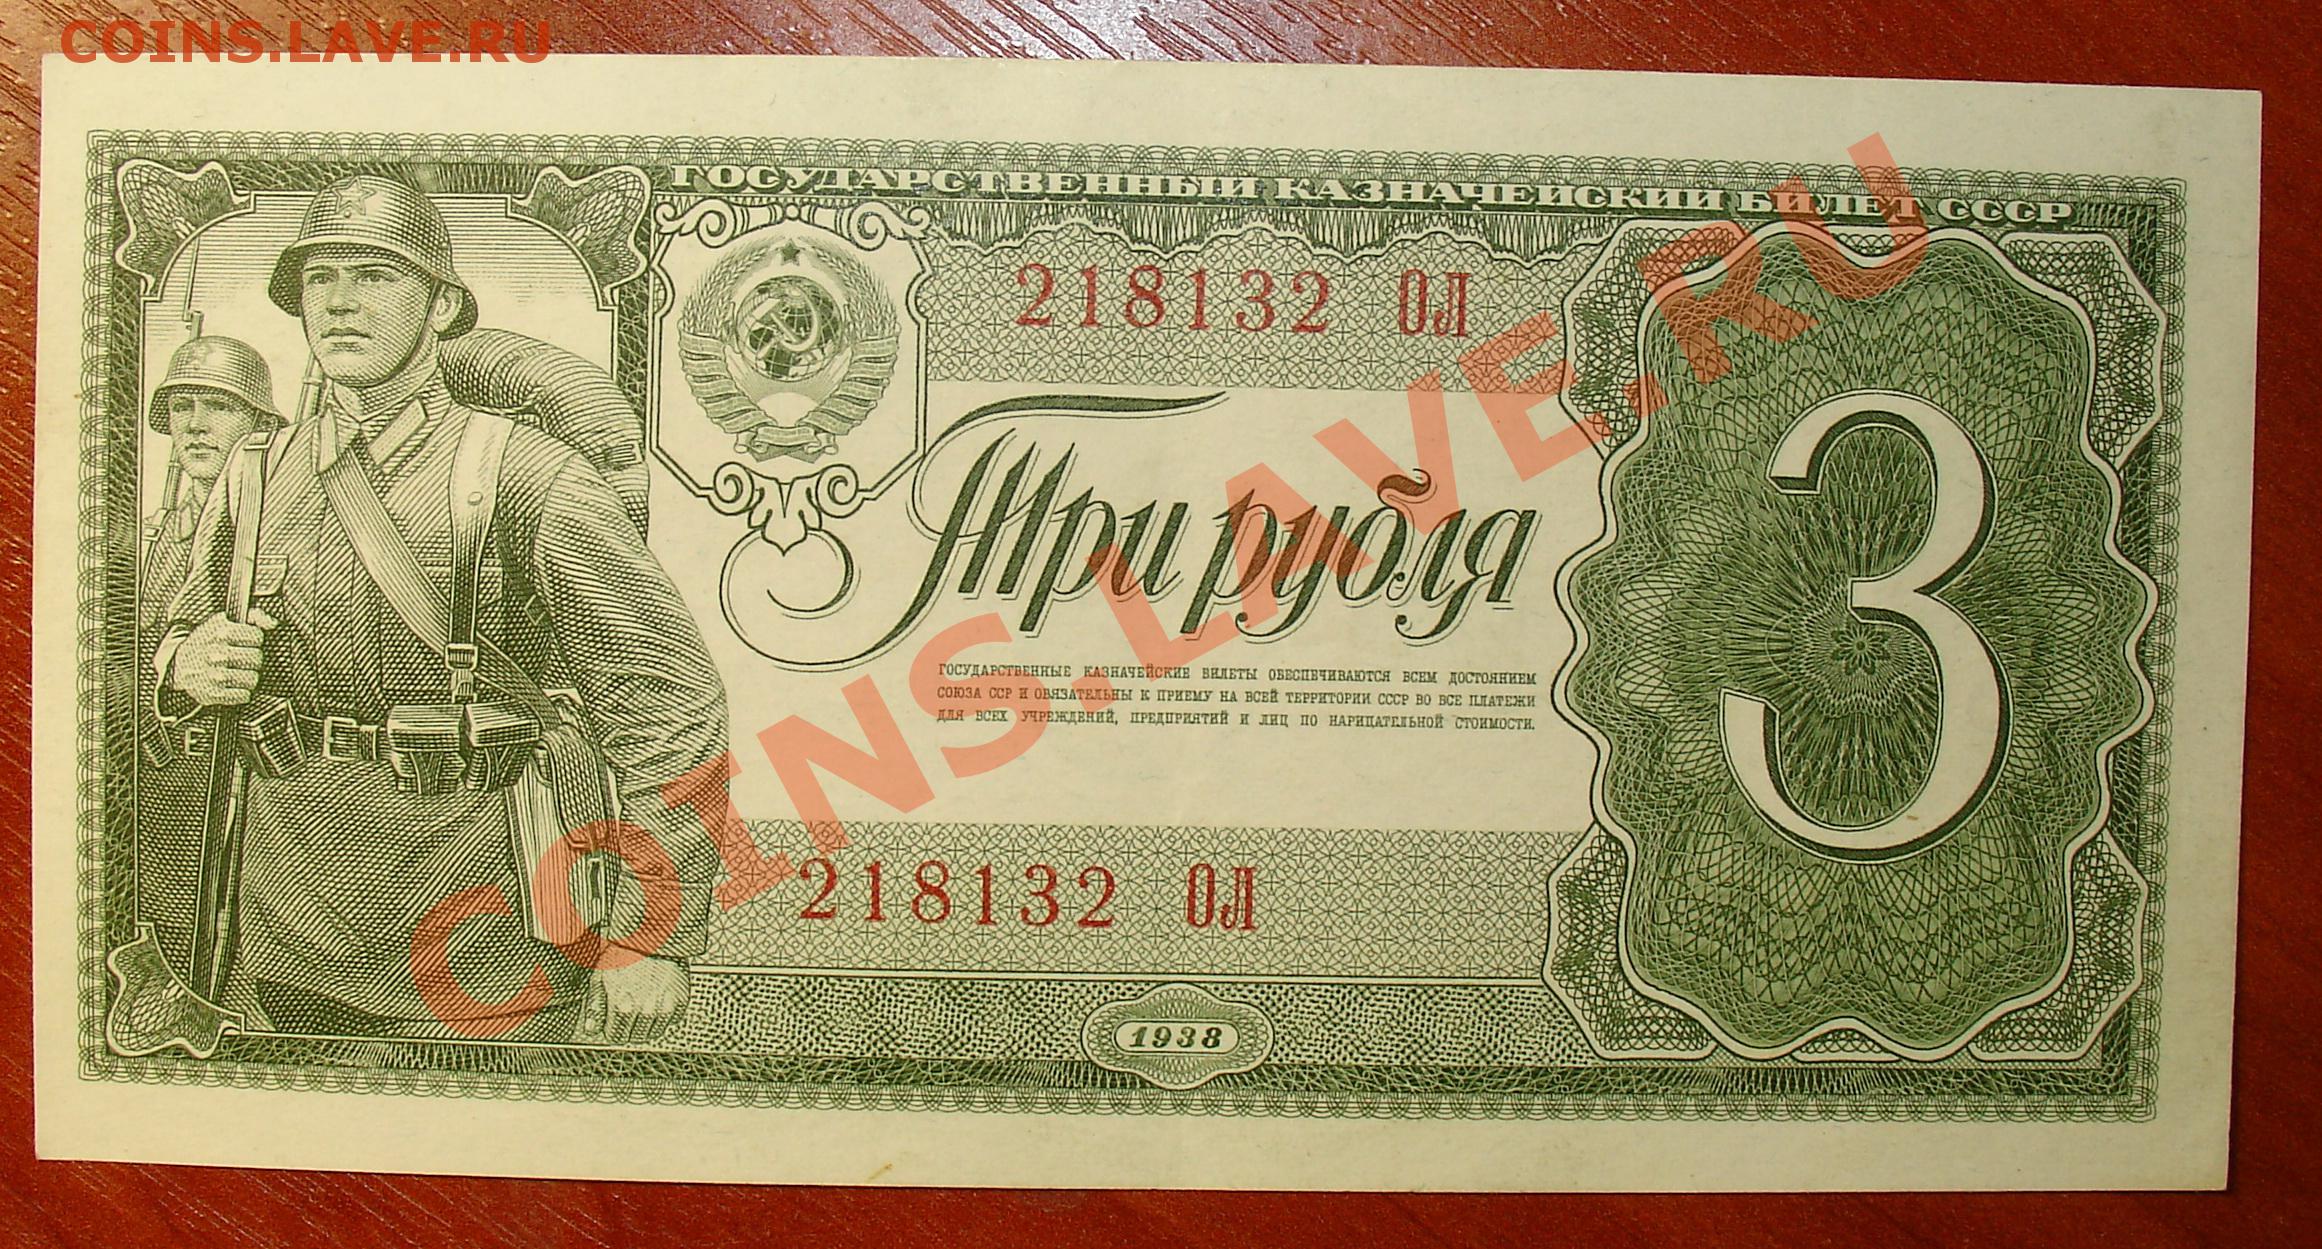 COINS.LAVE.RU
ГОСУДАРСТВЕННЫЙ КАЗНАЧЕЙСКИЙ БИЛЕТ СССР
218132 ОЛ
Три рубля
3
ГОСУДАРСТВЕННЫЕ КАЗНАЧЕЙСКИЕ БИЛЕТЫ ОБЕСПЕЧИВАЮТСЯ ВСЕМ ДОСТОЯНИЕМ
СОЮЗА ССР И ОБЯЗАТЕЛЬНЫ К ПРИЕМУ НА ВСЕЙ ТЕРРИТОРИИ СССР ВО ВСЕ ПЛАТЕЖИ
ДЛЯ ВСЕХ УЧРЕЖДЕНИЙ, ПРЕДПРИЯТИЙ И ЛИЦ ПО НАРИЦАТЕЛЬНОЙ СТОИМОСТИ.
COINS.LAVE.RU
218132 ОЛ
1938